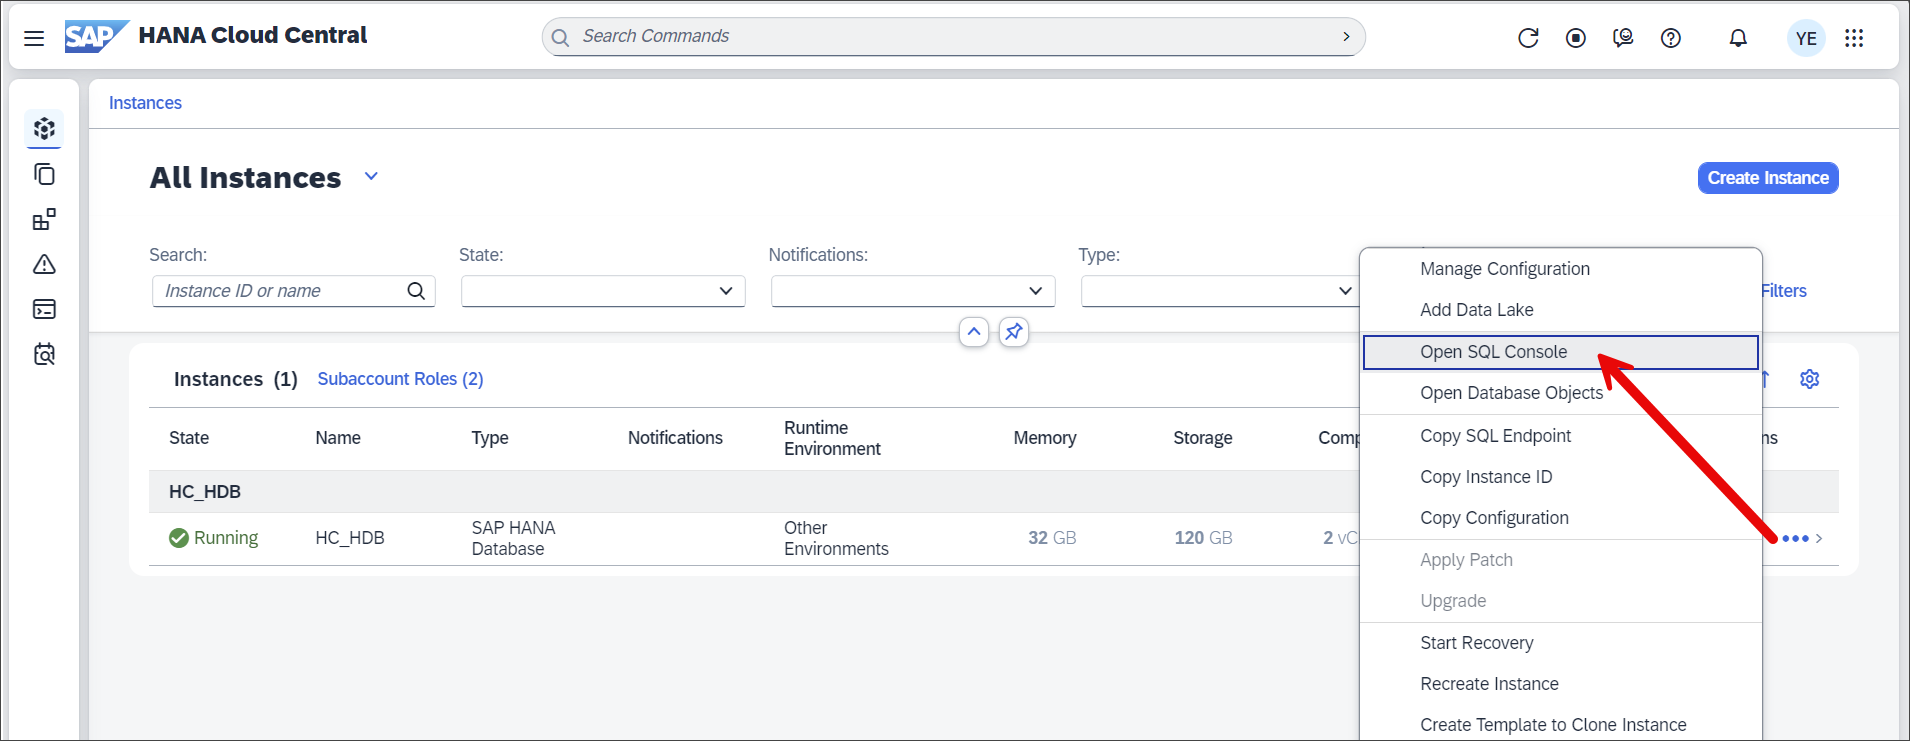 SAP HANA Cloud Central
Search Commands
YE
Instances
All Instances
Create Instance
Search:
State:
Notifications:
Type:
Instance ID or name
Filters
Manage Configuration
Add Data Lake
Open SQL Console
Open Database Objects
Copy SQL Endpoint
Copy Instance ID
Copy Configuration
Apply Patch
Upgrade
Start Recovery
Recreate Instance
Create Template to Clone Instance
Instances (1) Subaccount Roles (2)
State Name Type Notifications Runtime Environment Memory Storage Comp ns
HC_HDB
Running HC_HDB SAP HANA Database Other Environments 32 GB 120 GB 2 vC